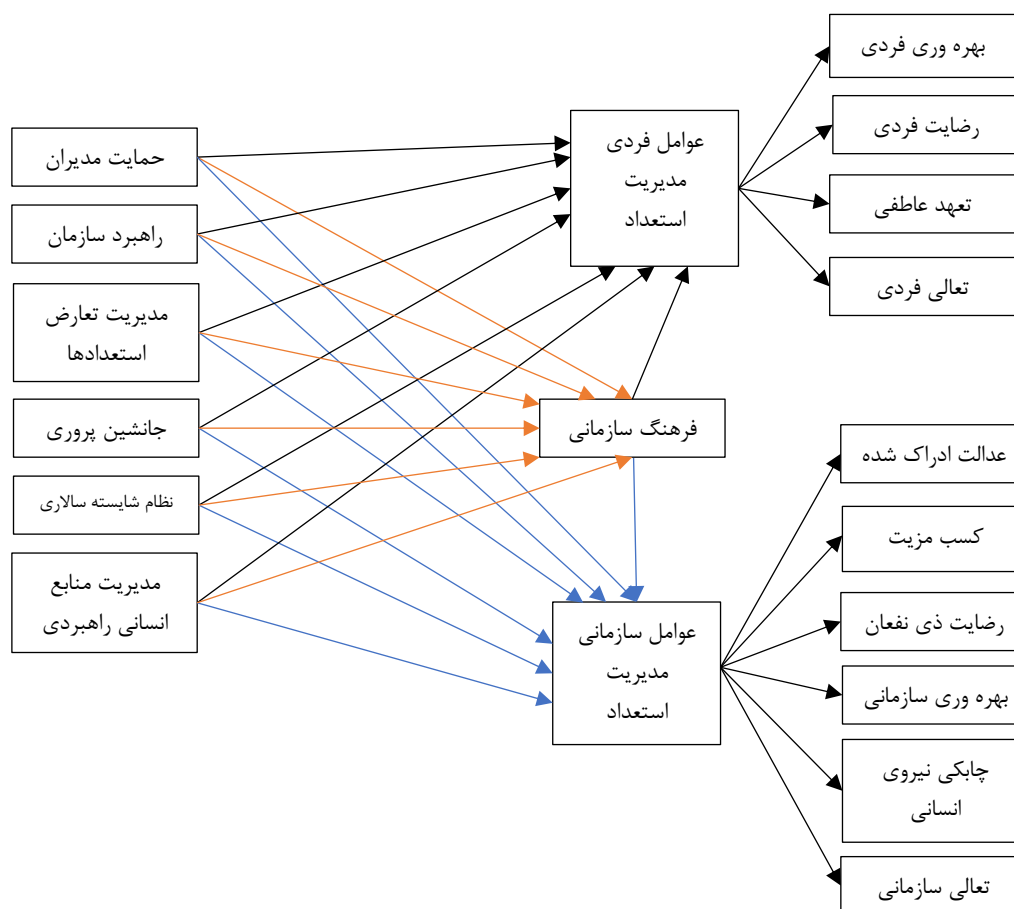 حمایت مدیران
راهبرد سازمان
مدیریت تعارض
استعدادها
جانشین پروری
نظام شایسته سالاری
مدیریت منابع
انسانی راهبردی
عوامل فردی
مدیریت
استعداد
فرهنگ سازمانی
عوامل سازمانی
مدیریت
استعداد
بهره وری فردی
رضایت فردی
تعهد عاطفی
تعالی فردی
عدالت ادراک شده
کسب مزیت
رضایت ذی نفعان
بهره وری سازمانی
چابکی نیروی
انسانی
تعالی سازمانی